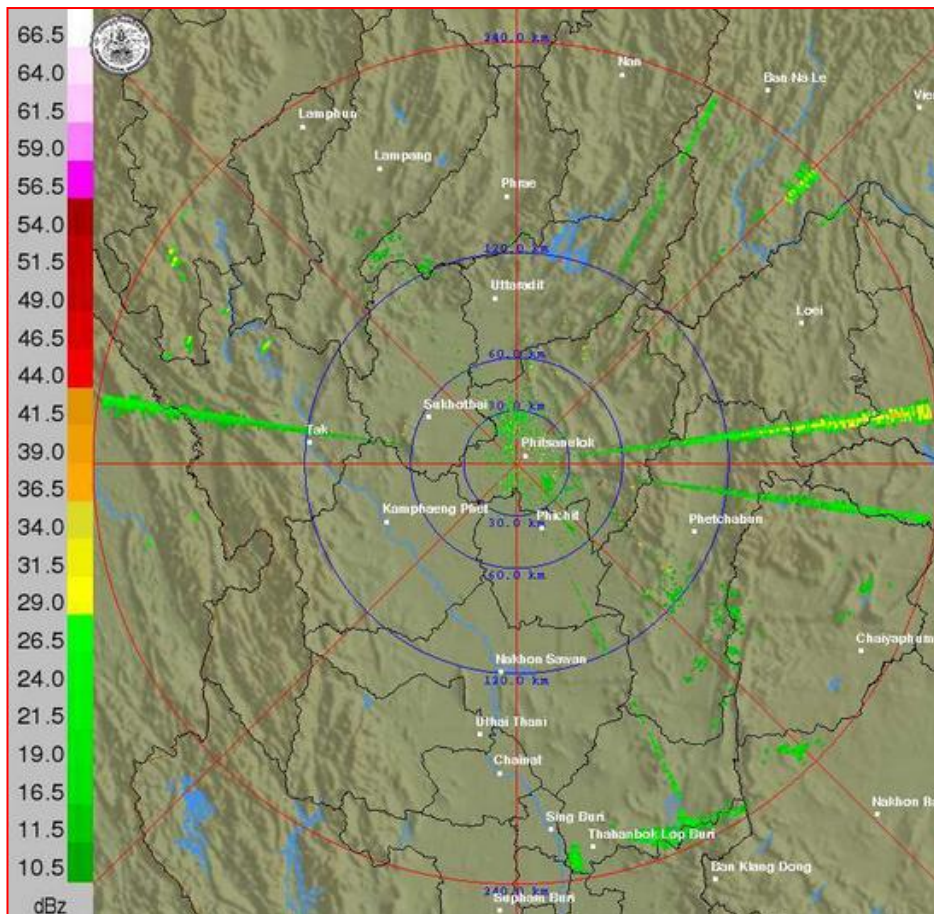 66.5
64.0
61.5
59.0
56.5
54.0
51.5
49.0
46.5
44.0
41.5
39.0
36.5
34.0
31.5
29.0
26.5
24.0
21.5
19.0
16.5
11.5
10.5
dBz
240.0 km
Nan
Ban Na Le
Lamphun
Lampang
Phrae
120.0 km
Uttaradit
Loei
60.0 km
30.0 km
Sukhothai
Tak
Phitsanulok
Kamphaeng Phet
Phichit
30.0 km
Phetchabun
60.0 km
Chaiyaphum
Nakhon Sawan
120.0 km
Uthai Thani
Chainat
Sing Buri
Thahanbok Lop Buri
Ban Klang Dong
240.0 km
Suphan Buri